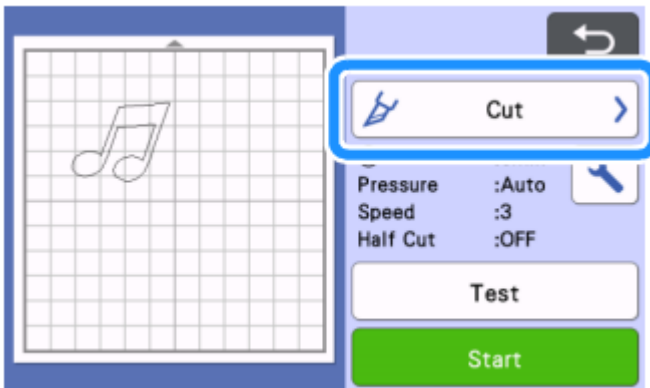 Cut
Pressure :Auto
Speed :3
Half Cut :OFF
Test
Start